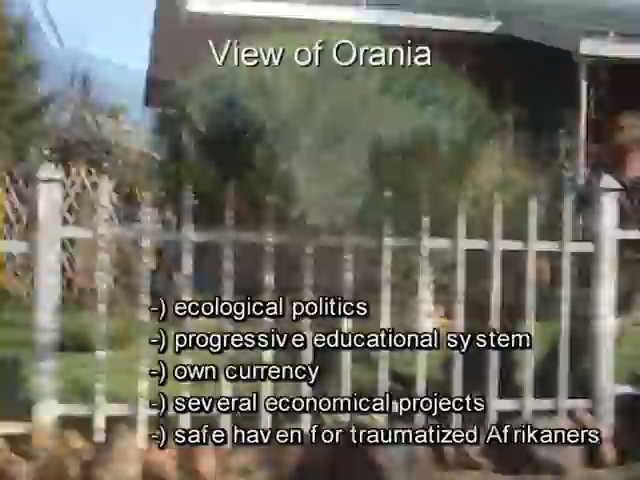 View of Orania
-) ecological politics
-) progressive educational system
-) own currency
-) several economical projects
-) safe haven for traumatized Afrikaners